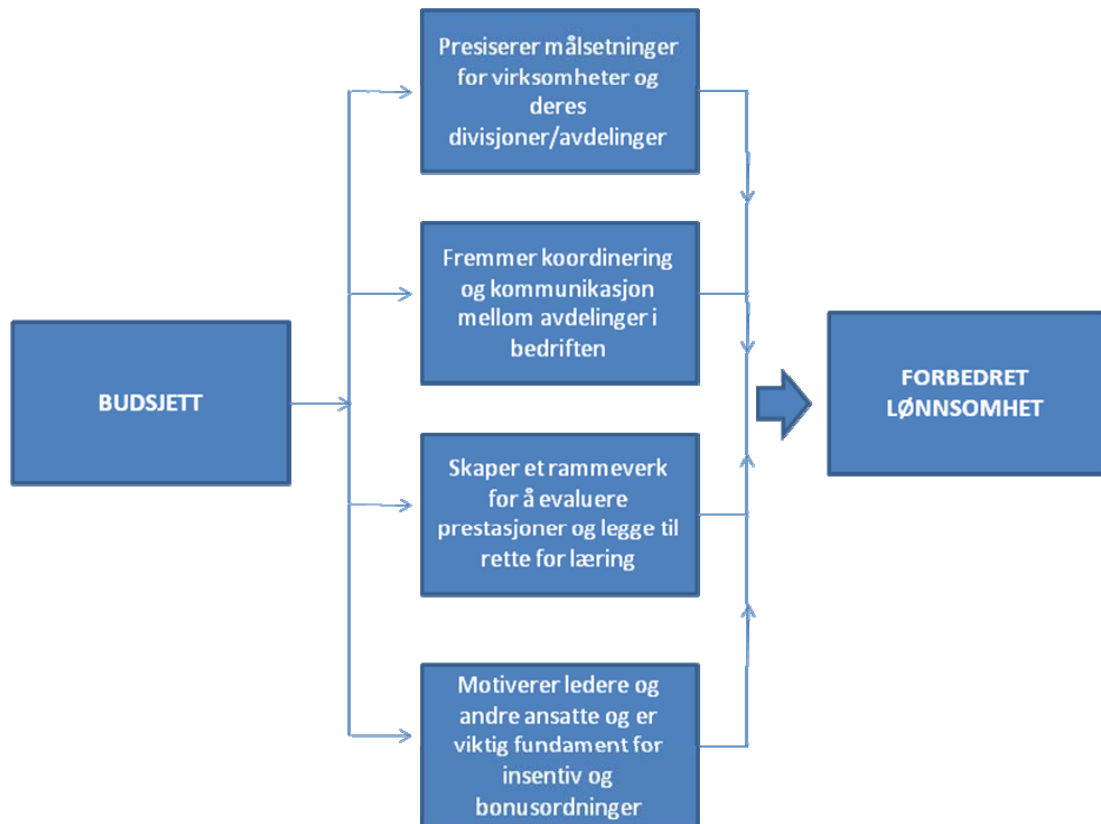 BUDSJETT
Presiserer målsetninger
for virksomheter og
deres
divisjoner/avdelinger
Fremmer koordinering
og kommunikasjon
mellom avdelinger i
bedriften
Skaper et rammeverk
for å evaluere
prestasjoner og legge til
rette for læring
Motiverer ledere og
andre ansatte og er
viktig fundament for
insentiv og
bonusordninger
FORBEDRET
LØNNSOMHET